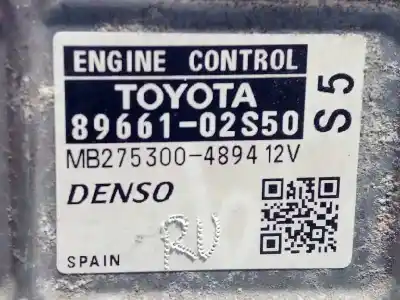 ENGINE CONTROL
TOYOTA
89661-02S50
S5
MB275300-4894 12V
DENSO
RU
SPAIN